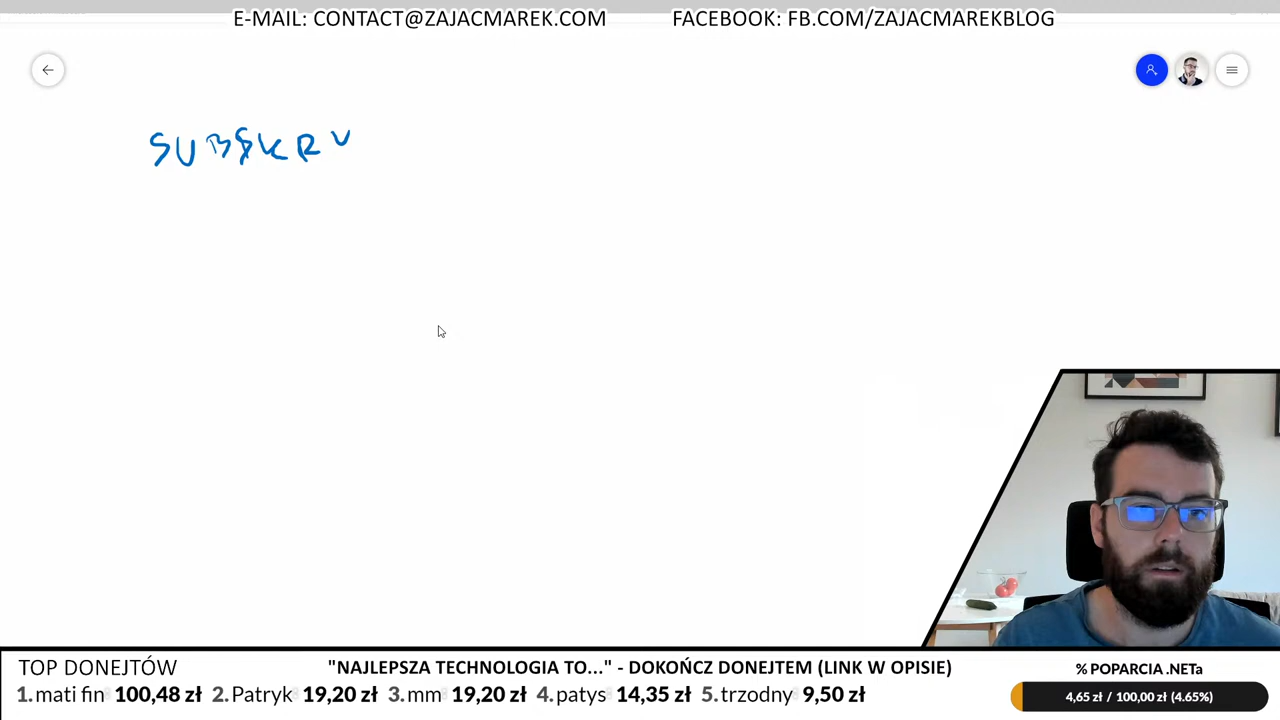 E-MAIL: CONTACT@ZAJACMAREK.COM FACEBOOK: FB.COM/ZAJACMAREKBLOG
SUBSKRY
TOP DONEJTÓW "NAJLEPSZA TECHNOLOGIA TO..." - DOKOŃCZ DONEJTEM (LINK W OPISIE) % POPARCIA .NETa
1. mati fin 100,48 zł 2. Patryk 19,20 zł 3. mm 19,20 zł 4. patys 14,35 zł 5. trzodny 9,50 zł 4,65 zł / 100,00 zł (4.65%)